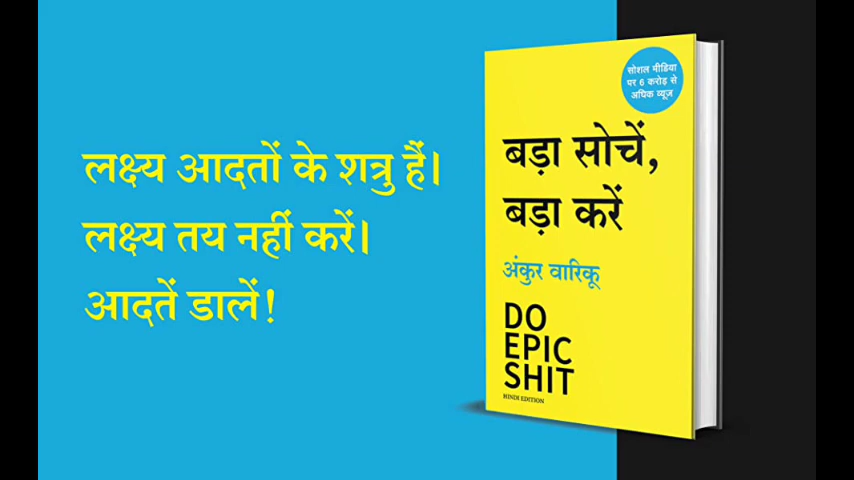 लक्ष्य आदतों के शत्रु हैं।
लक्ष्य तय नहीं करें।
आदतें डालें!
सोशल मीडिया
पर 6 करोड़ से
अधिक व्यूज़
बड़ा सोचें,
बड़ा करें
अंकुर वारिकू
DO
EPIC
SHIT
HINDI EDITION